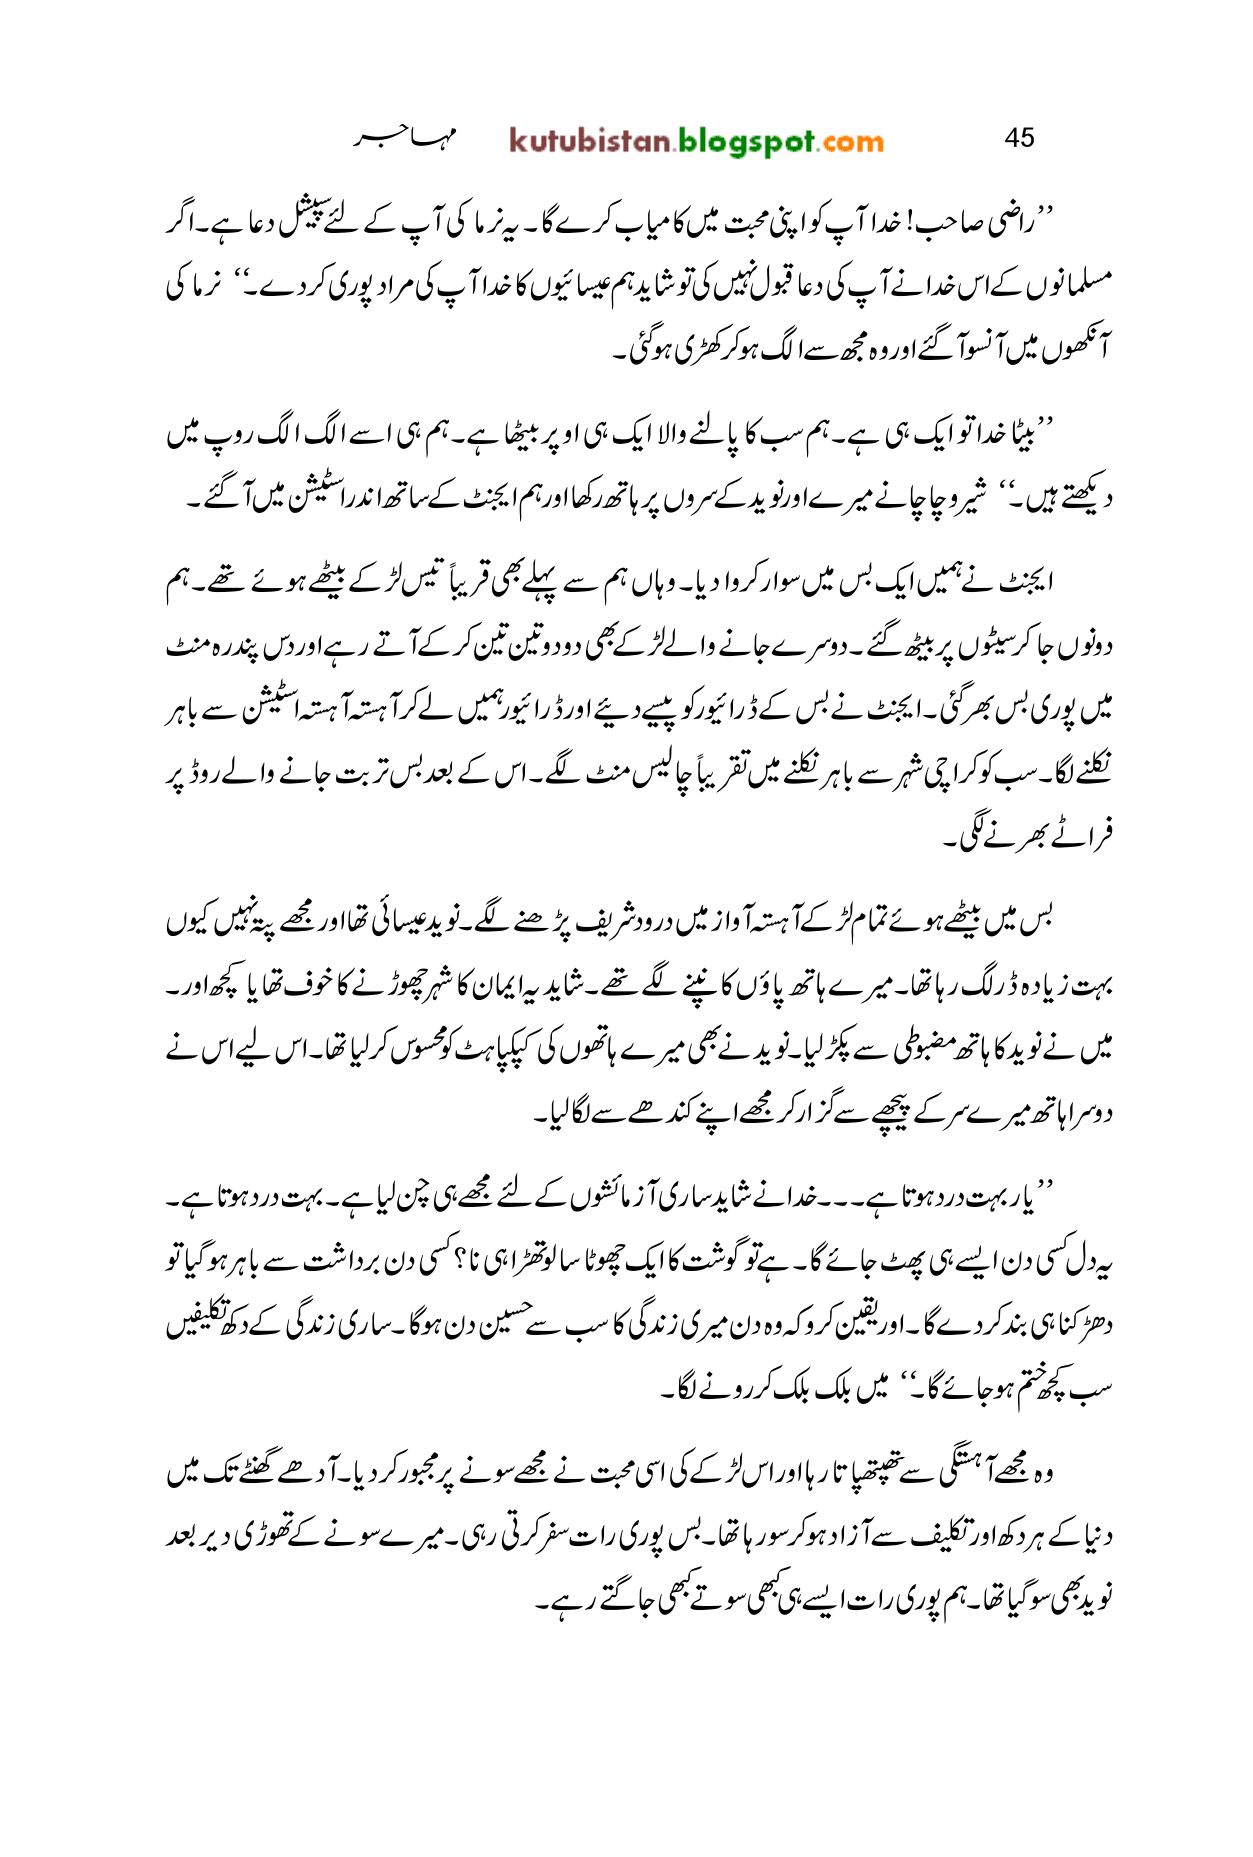 45 kutubistan.blogspot.com مہاجر
’’راضی صاحب! خدا آپ کو اپنی محبت میں کامیاب کرے گا۔ یہ نرما کی آپ کے لئے سپیشل دعا ہے۔ اگر
مسلمانوں کے اس خدا نے آپ کی دعا قبول نہیں کی تو شاید ہم عیسائیوں کا خدا آپ کی مراد پوری کر دے۔‘‘ نرما کی
آنکھوں میں آنسو آ گئے اور وہ مجھ سے الگ ہو کر کھڑی ہو گئی۔
’’بیٹا خدا تو ایک ہی ہے۔ ہم سب کا پالنے والا ایک ہی اوپر بیٹھا ہے۔ ہم ہی اسے الگ الگ روپ میں
دیکھتے ہیں۔‘‘ شیرو چاچا نے میرے اور نوید کے سروں پر ہاتھ رکھا اور ہم ایجنٹ کے ساتھ اندر اسٹیشن میں آ گئے۔
ایجنٹ نے ہمیں ایک بس میں سوار کروا دیا۔ وہاں ہم سے پہلے بھی قریباً تیس لڑکے بیٹھے ہوئے تھے۔ ہم
دونوں جا کر سیٹوں پر بیٹھ گئے۔ دوسرے جانے والے لڑکے بھی دو دو تین تین کر کے آتے رہے اور دس پندرہ منٹ
میں پوری بس بھر گئی۔ ایجنٹ نے بس کے ڈرائیور کو پیسے دیئے اور ڈرائیور ہمیں لے کر آہستہ آہستہ اسٹیشن سے باہر
نکلنے لگا۔ سب کو کراچی شہر سے باہر نکلنے میں تقریباً چالیس منٹ لگے۔ اس کے بعد بس تربت جانے والے روڈ پر
فراٹے بھرنے لگی۔
بس میں بیٹھے ہوئے تمام لڑکے آہستہ آواز میں درود شریف پڑھنے لگے۔ نوید عیسائی تھا اور مجھے پتہ نہیں کیوں
بہت زیادہ ڈر لگ رہا تھا۔ میرے ہاتھ پاؤں کانپنے لگے تھے۔ شاید یہ ایمان کا شہر چھوڑنے کا خوف تھا یا کچھ اور۔
میں نے نوید کا ہاتھ مضبوطی سے پکڑ لیا۔ نوید نے بھی میرے ہاتھوں کی کپکپاہٹ کو محسوس کر لیا تھا۔ اس لیے اس نے
دوسرا ہاتھ میرے سر کے پیچھے سے گزار کر مجھے اپنے کندھے سے لگا لیا۔
’’یار بہت درد ہوتا ہے۔۔۔ خدا نے شاید ساری آزمائشوں کے لئے مجھے ہی چن لیا ہے۔ بہت درد ہوتا ہے۔
یہ دل کسی دن ایسے ہی پھٹ جائے گا۔ ہے تو گوشت کا ایک چھوٹا سا لوتھڑا ہی نا؟ کسی دن برداشت سے باہر ہو گیا تو
دھڑکنا ہی بند کر دے گا۔ اور یقین کرو کہ وہ دن میری زندگی کا سب سے حسین دن ہو گا۔ ساری زندگی کے دکھ تکلیفیں
سب کچھ ختم ہو جائے گا۔‘‘ میں بلک بلک کر رونے لگا۔
وہ مجھے آہستگی سے تھپتھپاتا رہا اور اس لڑکے کی اسی محبت نے مجھے سونے پر مجبور کر دیا۔ آدھے گھنٹے تک میں
دنیا کے ہر دکھ اور تکلیف سے آزاد ہو کر سو رہا تھا۔ بس پوری رات سفر کرتی رہی۔ میرے سونے کے تھوڑی دیر بعد
نوید بھی سو گیا تھا۔ ہم پوری رات ایسے ہی کبھی سوتے کبھی جاگتے رہے۔